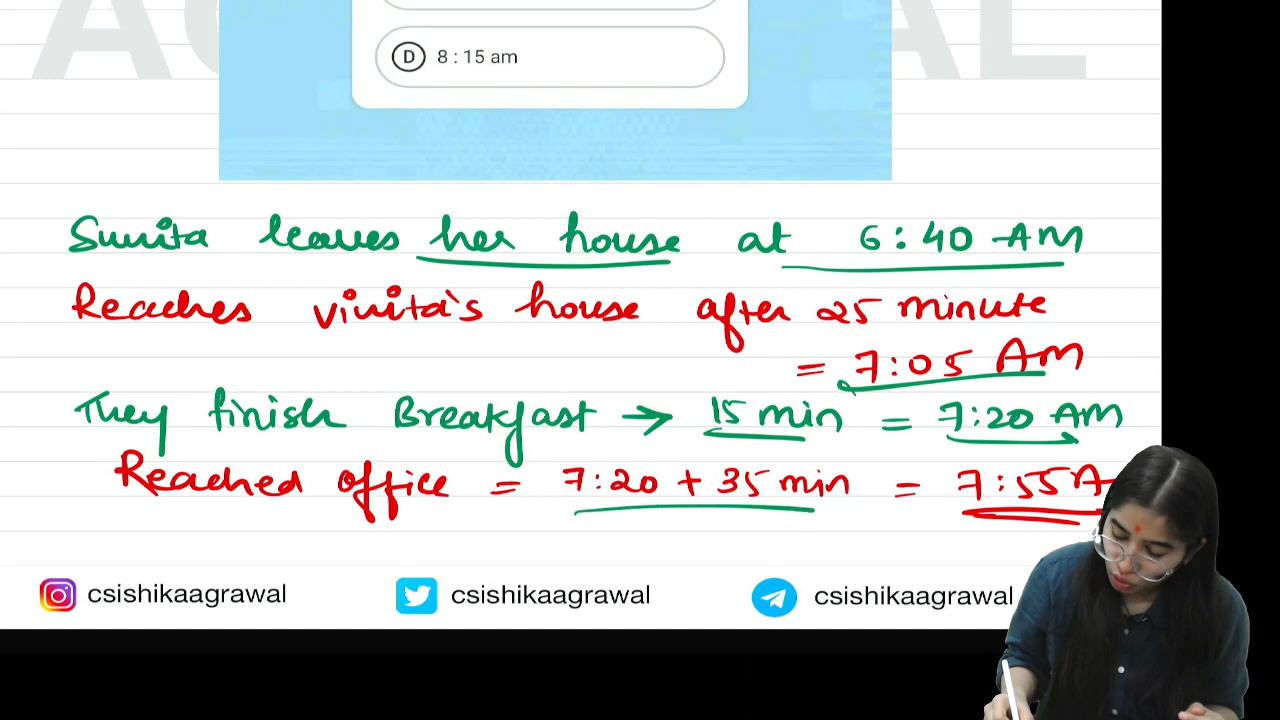 D 8 : 15 am
Sunita leaves her house at 6:40 AM
Reaches vinita's house after 25 minute
= 7:05 AM
They finish Breakfast → 15 min = 7:20 AM
Reached office = 7:20 + 35 min = 7:55 A
csishikaagrawal csishikaagrawal csishikaagrawal